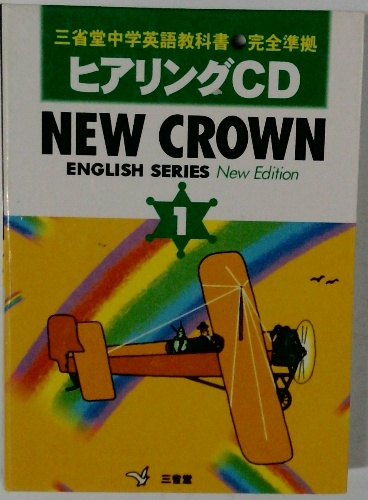 三省堂中学英語教科書●完全準拠
ヒアリングCD
NEW CROWN
ENGLISH SERIES New Edition
1
三省堂